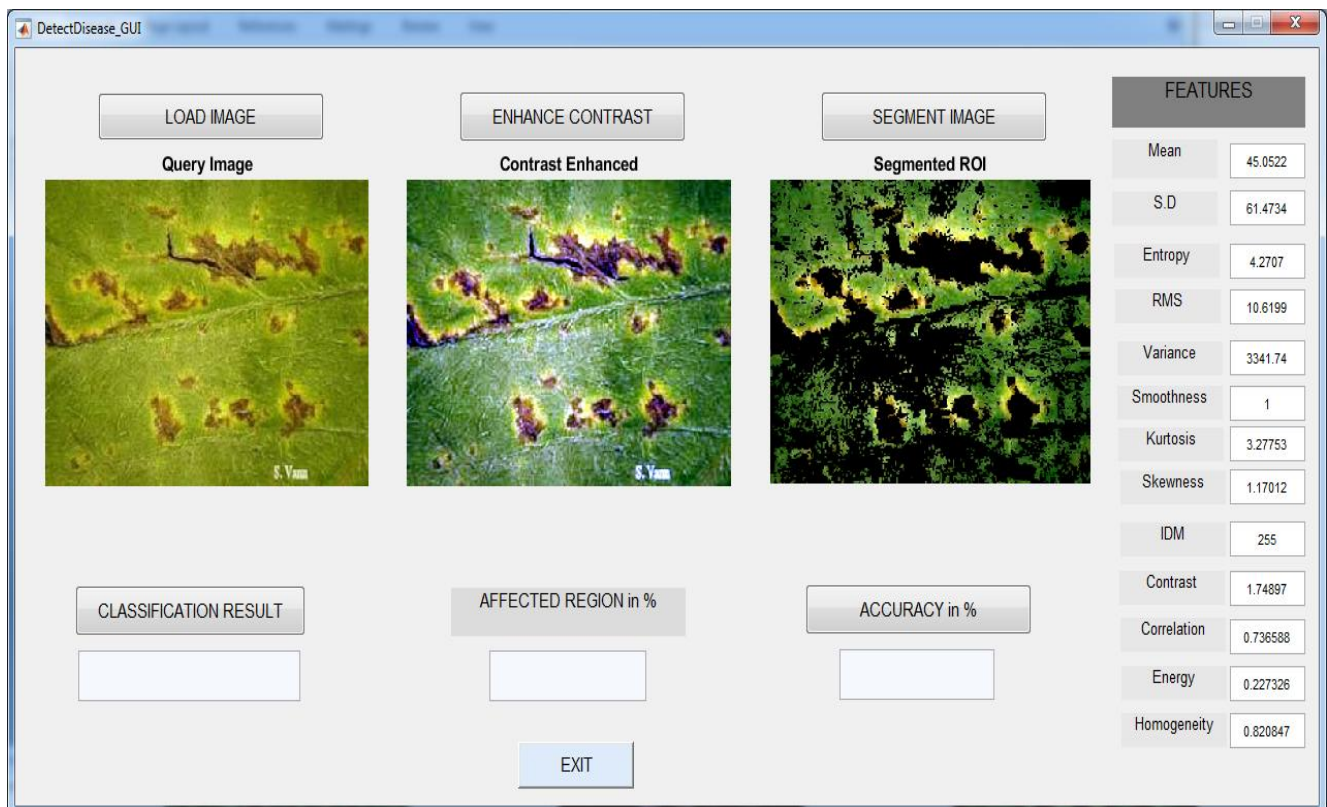 DetectDisease_GUI
LOAD IMAGE
ENHANCE CONTRAST
SEGMENT IMAGE
Query Image
Contrast Enhanced
Segmented ROI
CLASSIFICATION RESULT
AFFECTED REGION in %
ACCURACY in %
EXIT
FEATURES
Mean 45.0522
S.D 61.4734
Entropy 4.2707
RMS 10.6199
Variance 3341.74
Smoothness 1
Kurtosis 3.27753
Skewness 1.17012
IDM 255
Contrast 1.74897
Correlation 0.736588
Energy 0.227326
Homogeneity 0.820847